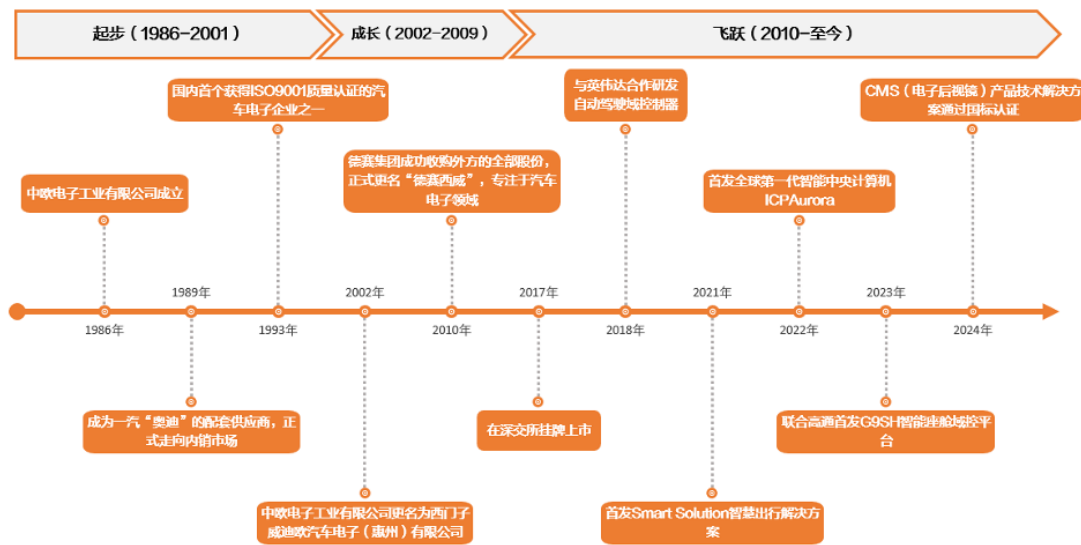 起步（1986-2001）
成长（2002-2009）
飞跃（2010-至今）
国内首个获得ISO9001质量认证的汽
车电子企业之一
与英伟达合作研发
自动驾驶域控制器
CMS（电子后视镜）产品技术解决方
案通过国标认证
中欧电子工业有限公司成立
德赛集团成功收购外方的全部股份，
正式更名“德赛西威”，专注于汽车
电子领域
首发全球第一代智能中央计算机
ICPAurora
1989年
2002年
2017年
2021年
2023年
1986年
1993年
2010年
2018年
2022年
2024年
成为一汽“奥迪”的配套供应商，正
式走向内销市场
在深交所挂牌上市
联合高通首发G9SH智能座舱域控平
台
中欧电子工业有限公司更名为西门子
威迪欧汽车电子（惠州）有限公司
首发Smart Solution智慧出行解决方
案